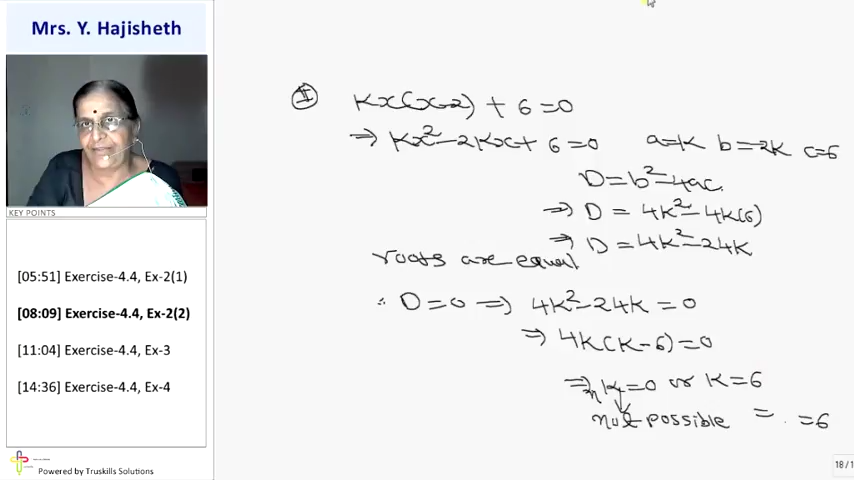 Mrs. Y. Hajisheth
KEY POINTS
[05:51] Exercise-4.4, Ex-2(1)
[08:09] Exercise-4.4, Ex-2(2)
[11:04] Exercise-4.4, Ex-3
[14:36] Exercise-4.4, Ex-4
Powered by Truskills Solutions
II Kx(x-2) + 6 = 0
⇒ Kx² - 2Kx + 6 = 0 a=K b=-2K c=6
D = b² - 4ac
⇒ D = 4K² - 4K(6)
⇒ D = 4K² - 24K
roots are equal
∴ D = 0 ⇒ 4K² - 24K = 0
⇒ 4K(K - 6) = 0
⇒ K = 0 or K = 6
not possible = . = 6
18/1